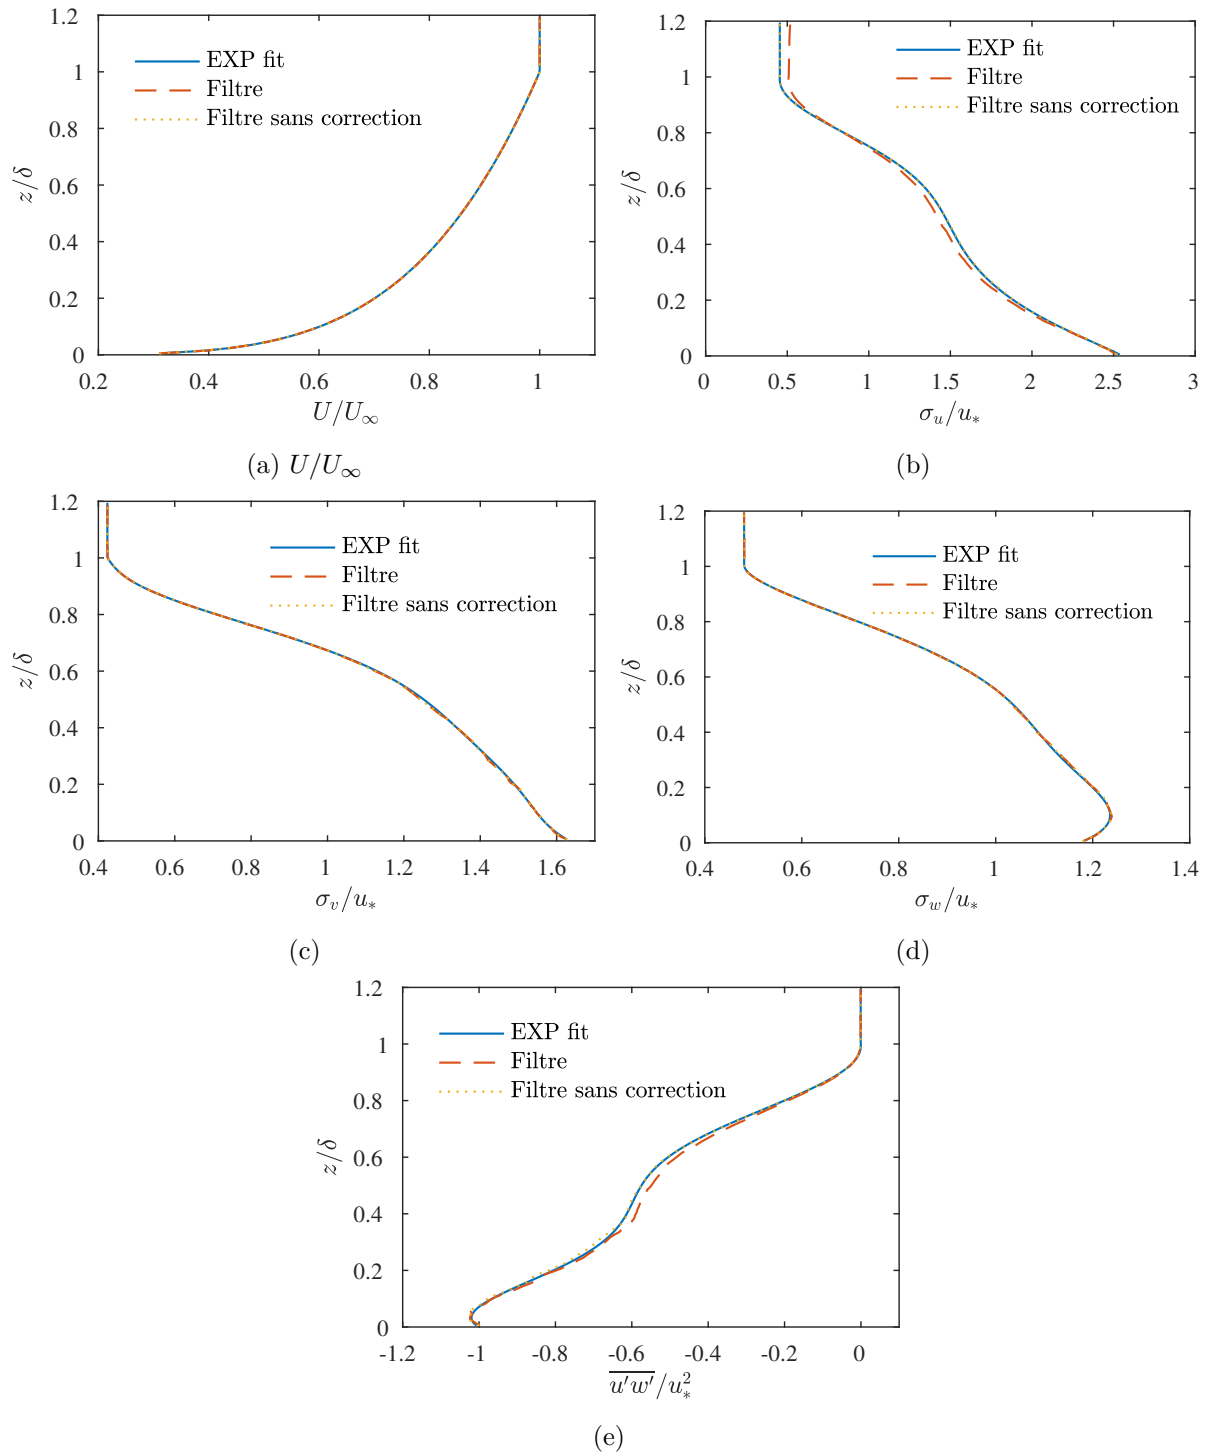 1.2
1
0.8
0.6
0.4
0.2
0
z/δ
EXP fit
Filtre
Filtre sans correction
0.2 0.4 0.6 0.8 1
U/U∞
(a) U/U∞
1.2
1
0.8
0.6
0.4
0.2
0
z/δ
EXP fit
Filtre
Filtre sans correction
0 0.5 1 1.5 2 2.5 3
σu/u*
(b)
1.2
1
0.8
0.6
0.4
0.2
0
z/δ
EXP fit
Filtre
Filtre sans correction
0.4 0.6 0.8 1 1.2 1.4 1.6
σv/u*
(c)
1.2
1
0.8
0.6
0.4
0.2
0
z/δ
EXP fit
Filtre
Filtre sans correction
0.4 0.6 0.8 1 1.2 1.4
σw/u*
(d)
1.2
1
0.8
0.6
0.4
0.2
0
z/δ
EXP fit
Filtre
Filtre sans correction
-1.2 -1 -0.8 -0.6 -0.4 -0.2 0
u′w′/u*²
(e)